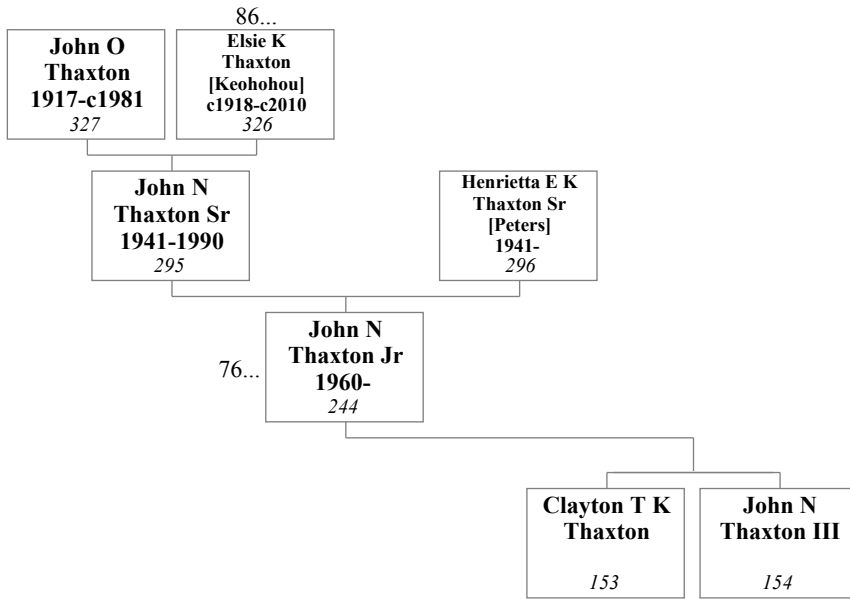 86...
John O
Thaxton
1917-c1981
327
Elsie K
Thaxton
[Keohohou]
c1918-c2010
326
John N
Thaxton Sr
1941-1990
295
Henrietta E K
Thaxton Sr
[Peters]
1941-
296
76...
John N
Thaxton Jr
1960-
244
Clayton T K
Thaxton
153
John N
Thaxton III
154